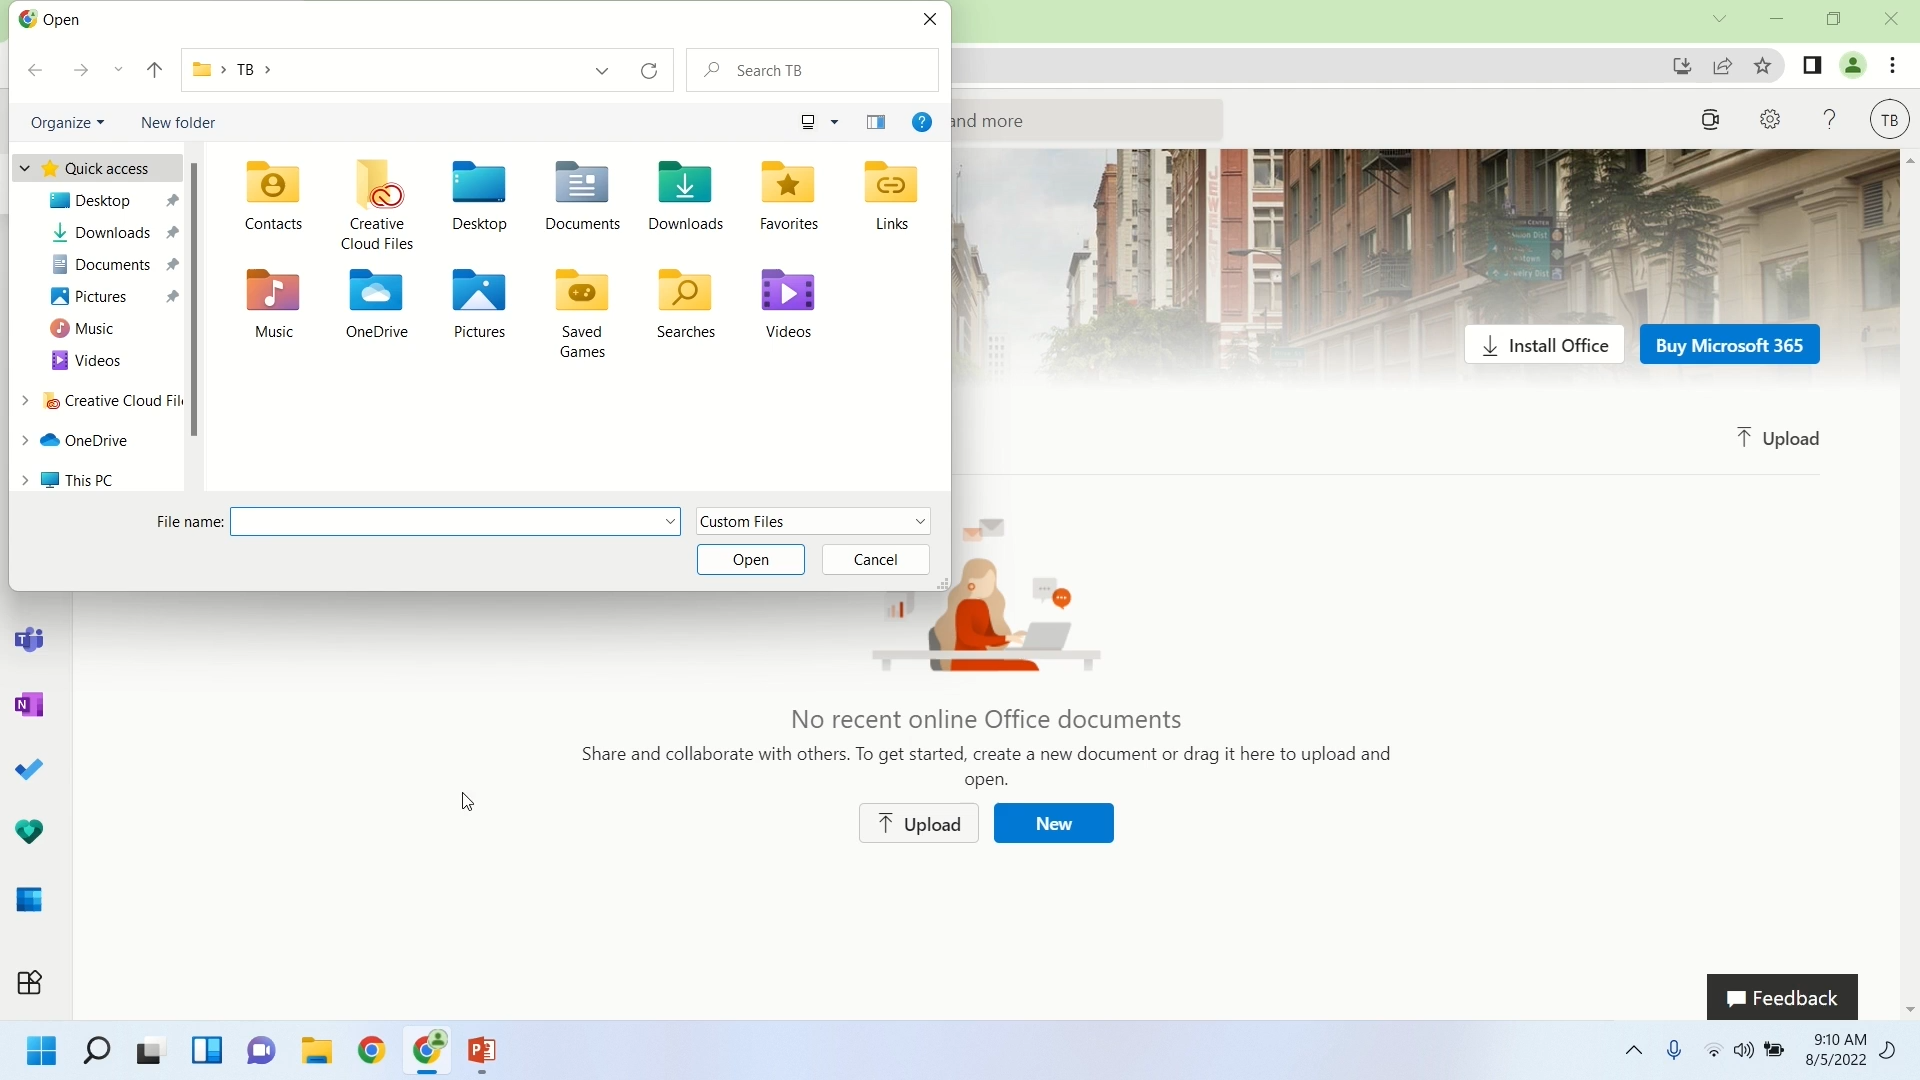 Open
TB
Search TB
Organize
New folder
and more
TB
Quick access
Desktop
Downloads
Documents
Pictures
Music
Videos
Creative Cloud Fil
OneDrive
This PC
Contacts
Creative
Cloud Files
Desktop
Documents
Downloads
Favorites
Links
Music
OneDrive
Pictures
Saved
Games
Searches
Videos
File name:
Custom Files
Open
Cancel
JEWEL
Install Office
Buy Microsoft 365
Upload
No recent online Office documents
Share and collaborate with others. To get started, create a new document or drag it here to upload and
open.
Upload
New
Feedback
9:10 AM
8/5/2022